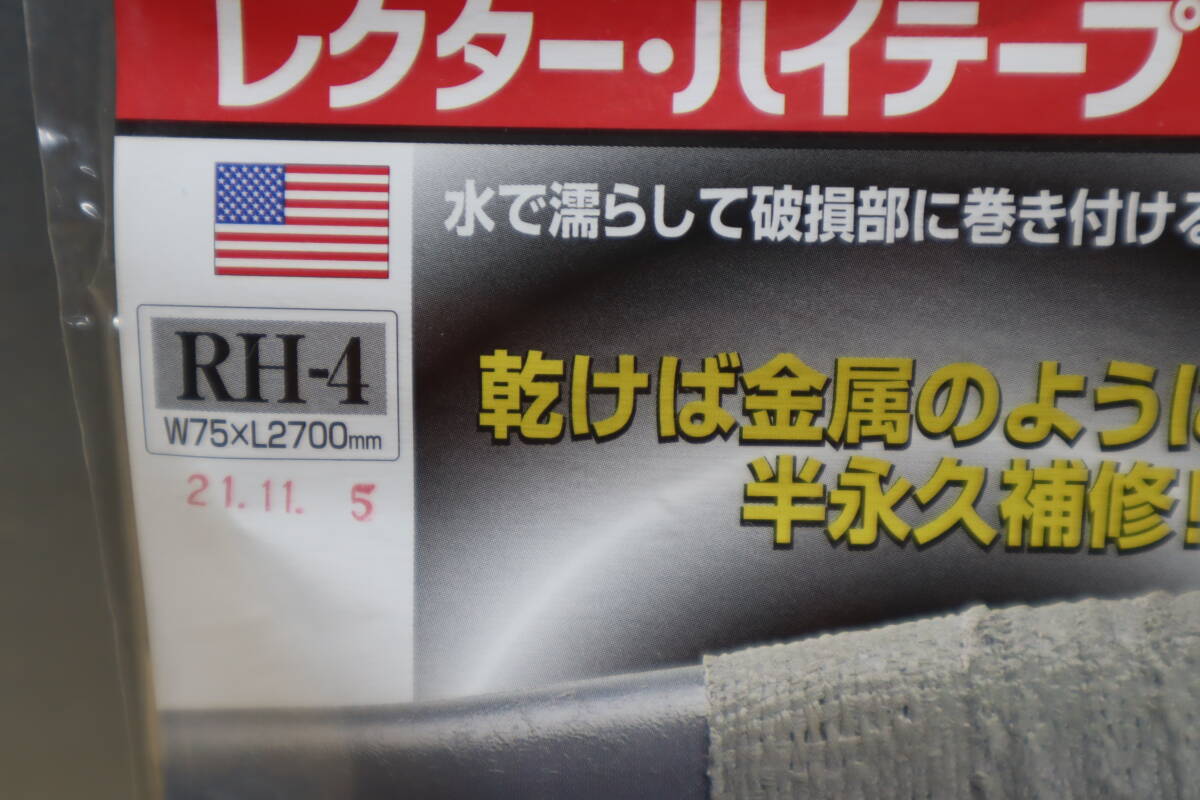 レクター・ハイテープ
水で濡らして破損部に巻き付ける
RH-4
W75×L2700mm
21.11. 5
乾けば金属のように
半永久補修!